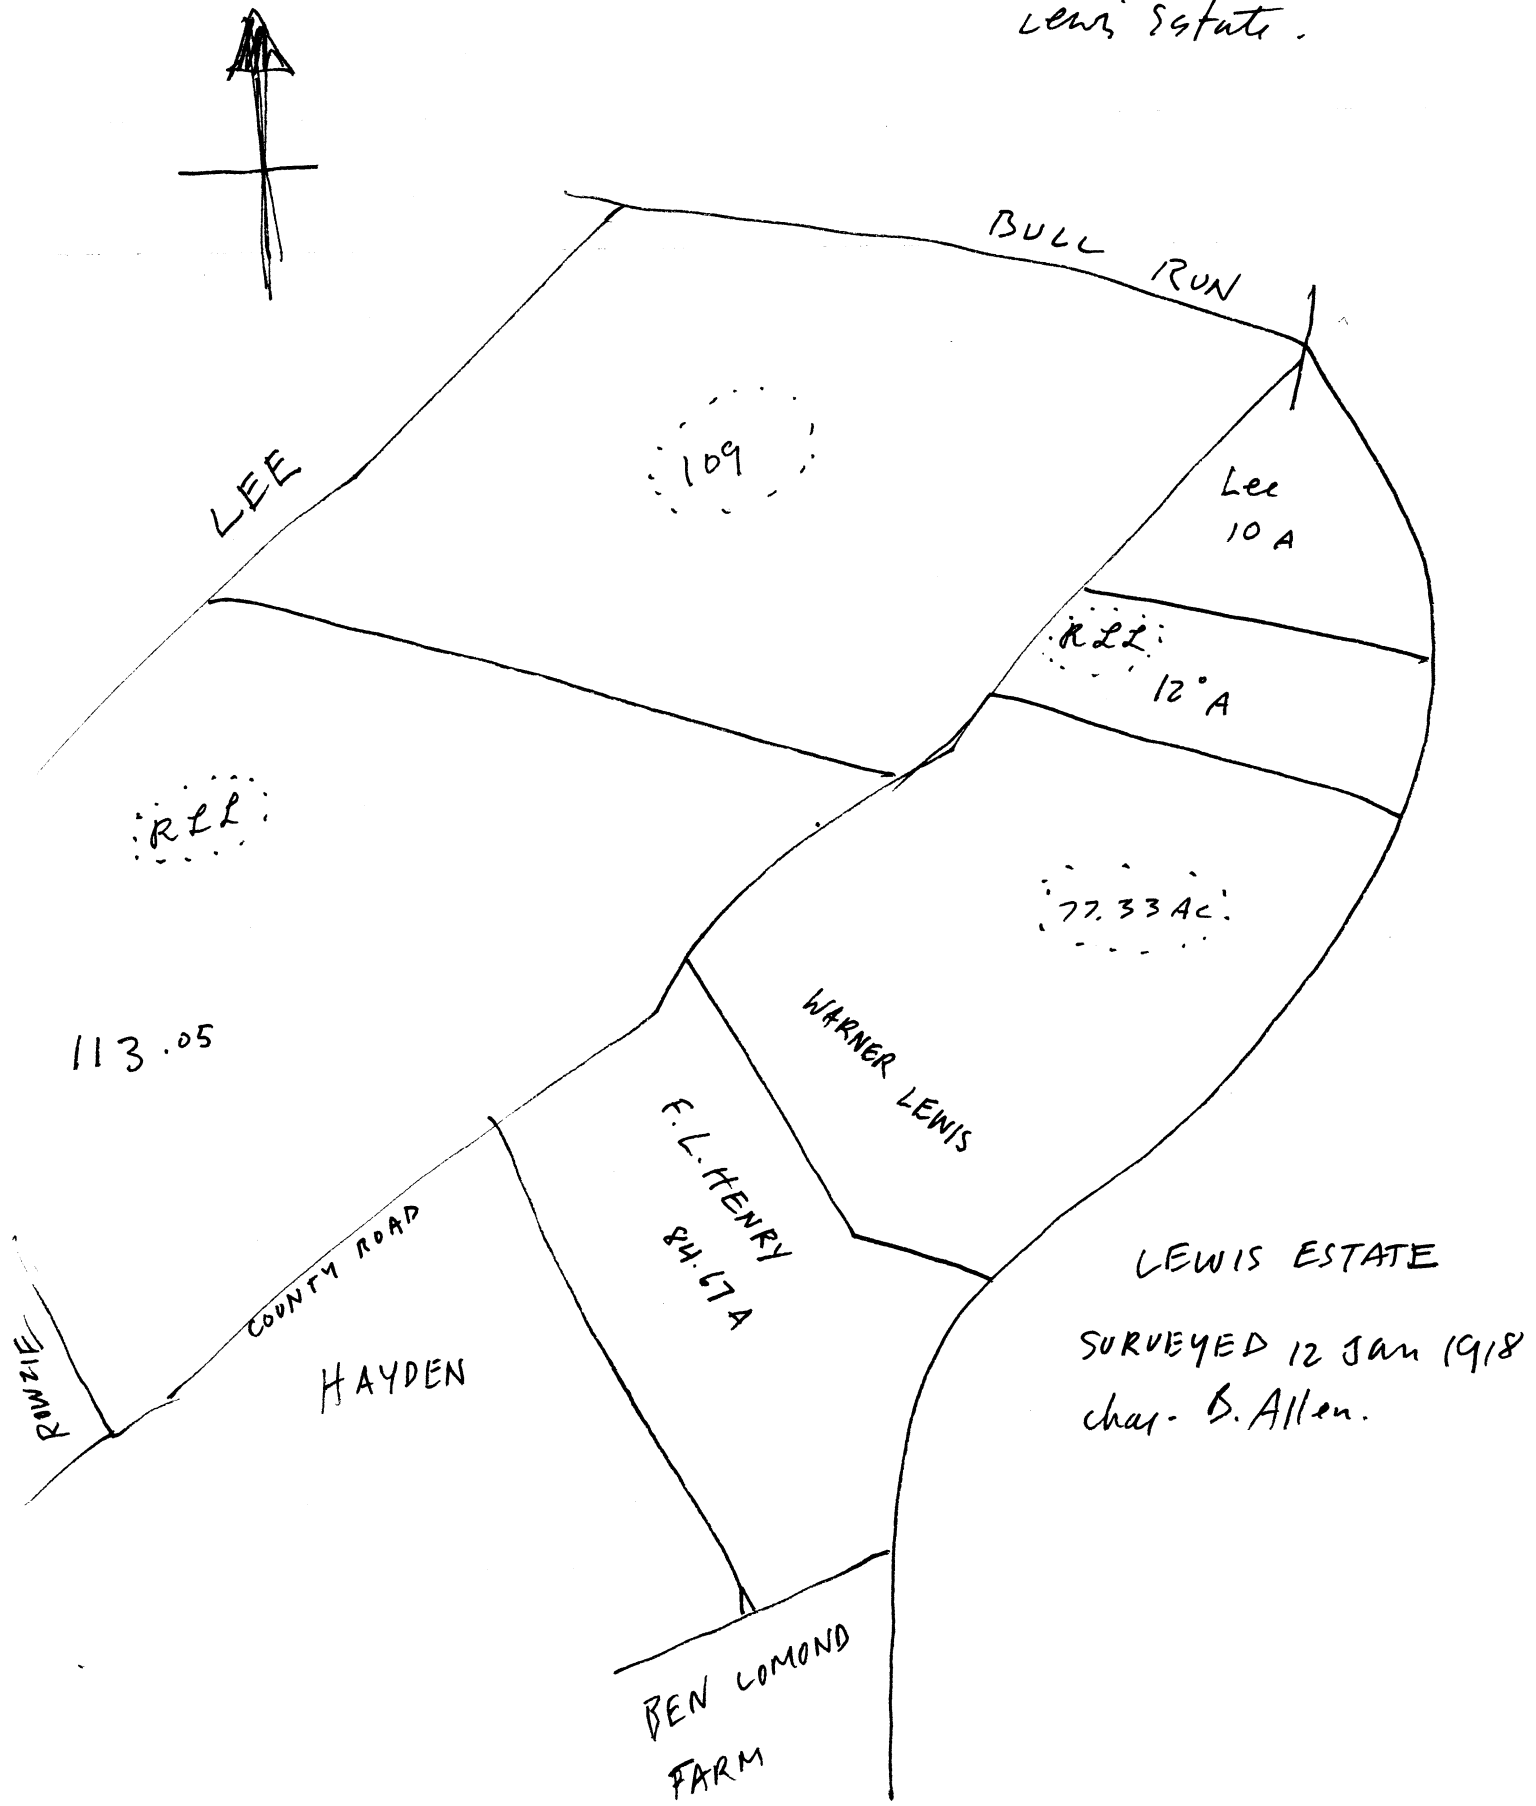 Lewis Estate.
BULL RUN
LEE
109
Lee
10 A
RLL
12° A
RLL
77.33 Ac.
WARNER LEWIS
113.05
F. L. HENRY
84.67 A
COUNTY ROAD
ROWZIE
HAYDEN
LEWIS ESTATE
SURVEYED 12 Jan 1918
Chas. B. Allen.
BEN LOMOND
FARM